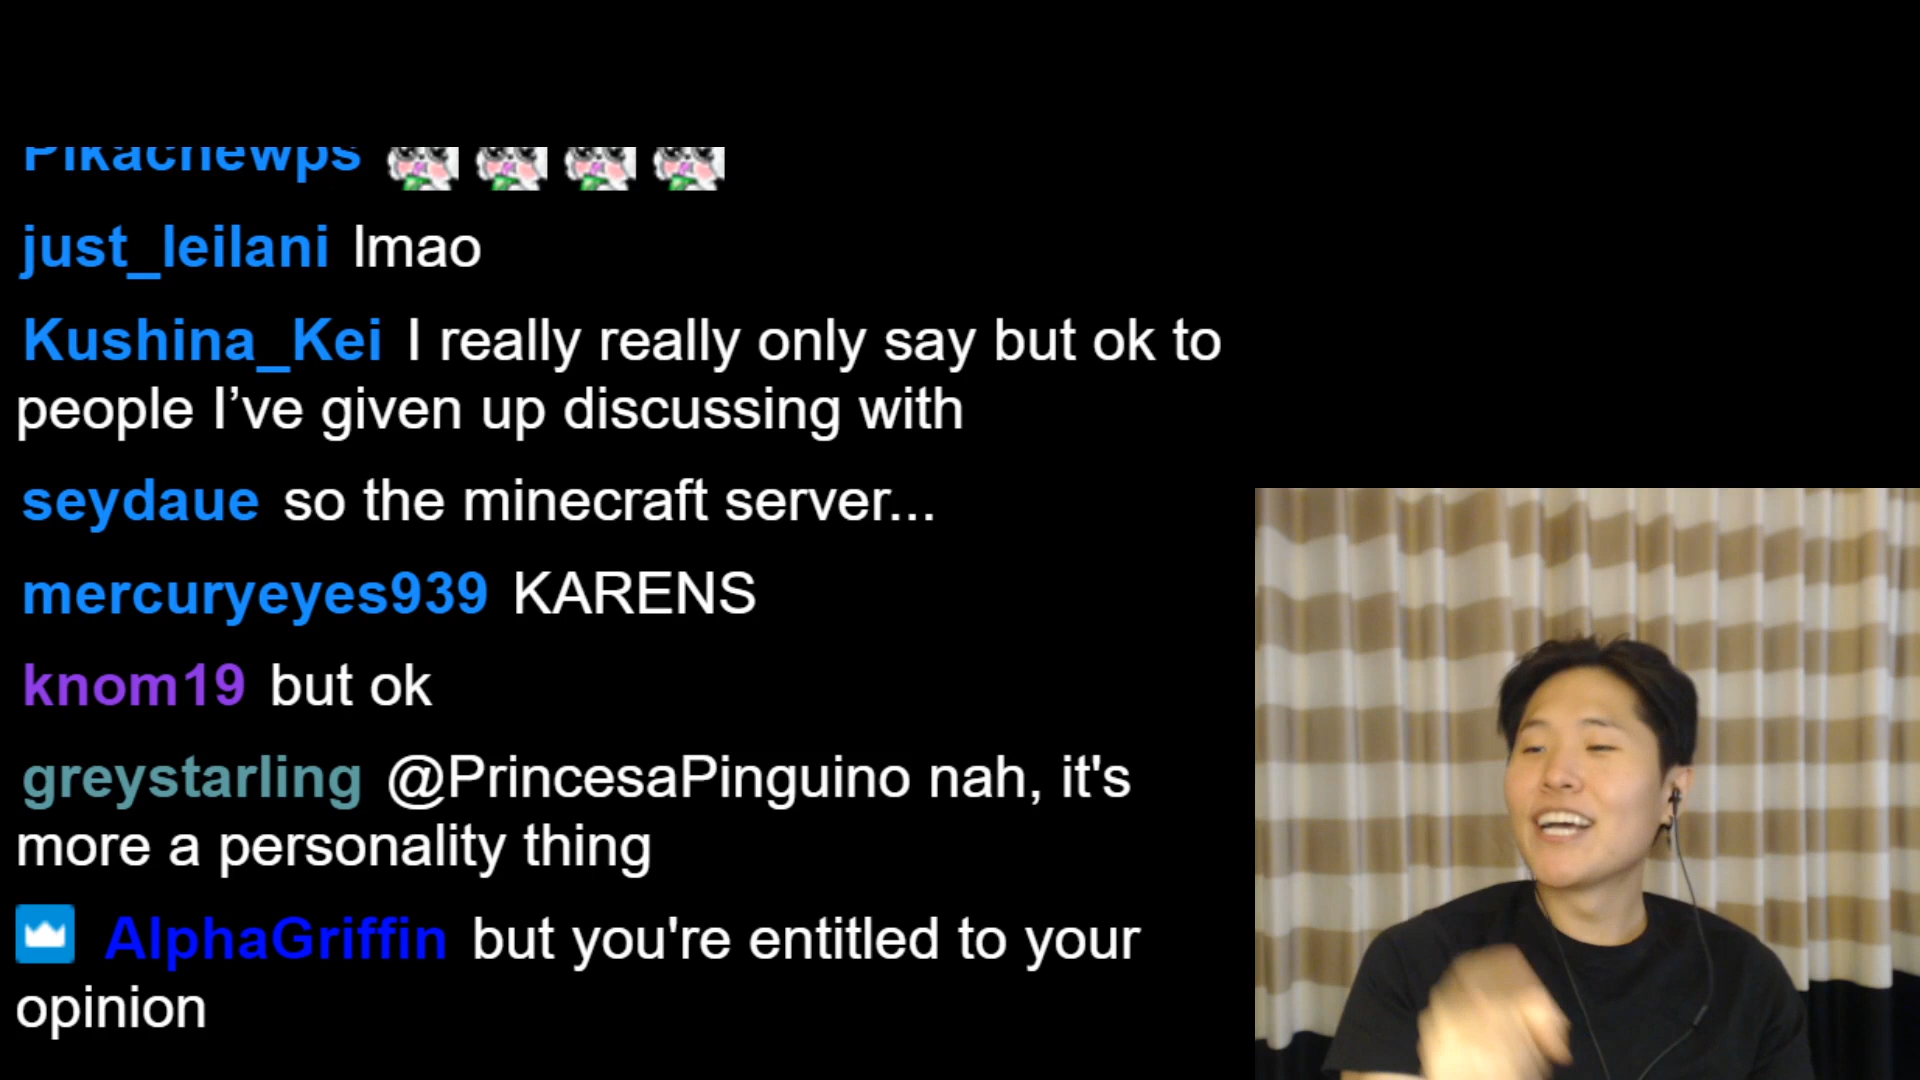 Pikachewps
just_leilani lmao
Kushina_Kei I really really only say but ok to
people I’ve given up discussing with
seydaue so the minecraft server...
mercuryeyes939 KARENS
knom19 but ok
greystarling @PrincesaPinguino nah, it's
more a personality thing
AlphaGriffin but you're entitled to your
opinion